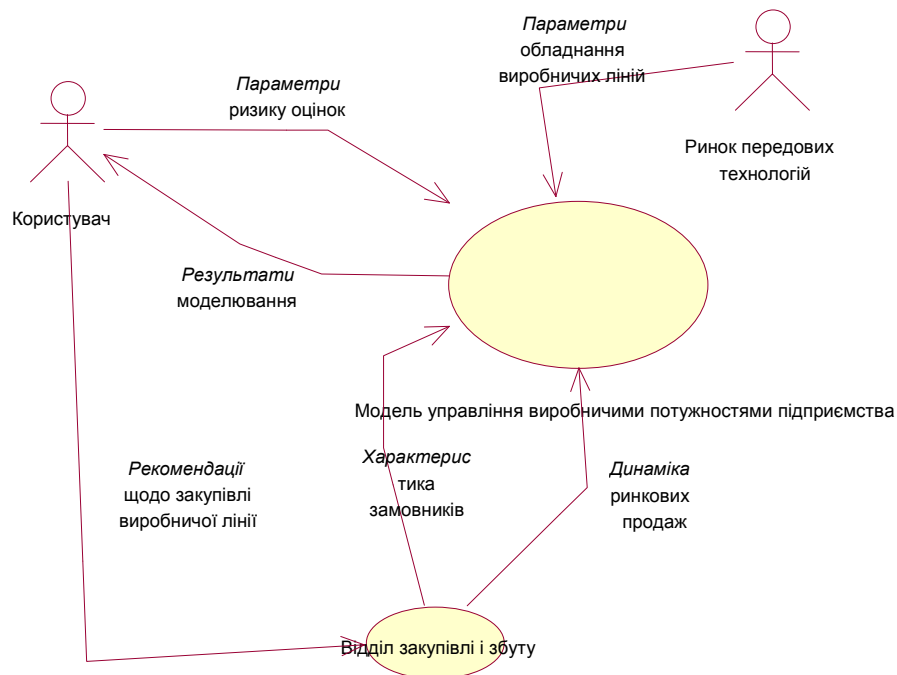 Параметри
обладнання
виробничих ліній
Параметри
ризику оцінок
Ринок передових
технологій
Користувач
Результати
моделювання
Модель управління виробничими потужностями підприємства
Рекомендації
щодо закупівлі
виробничої лінії
Характерис
тика
замовників
Динаміка
ринкових
продаж
Відділ закупівлі і збуту